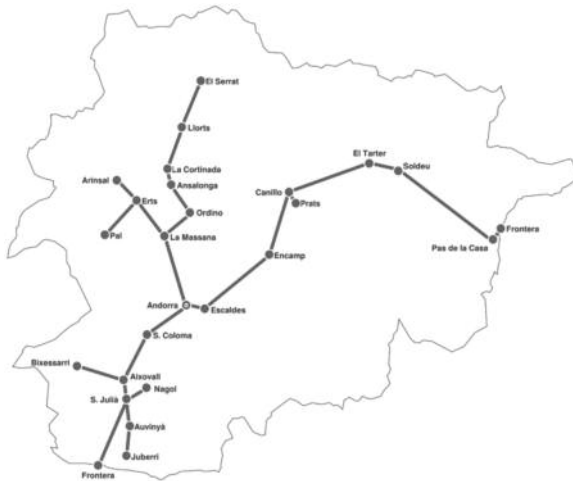 El Serrat
Llorts
La Cortinada
El Tarter
Soldeu
Arinsal
Ansalonga
Canillo
Erts
Prats
Ordino
Frontera
Pal
La Massana
Pas de la Casa
Encamp
Andorra
Escaldes
S. Coloma
Bixessarri
Aixovall
Nagol
S. Julià
Auvinyà
Juberri
Frontera